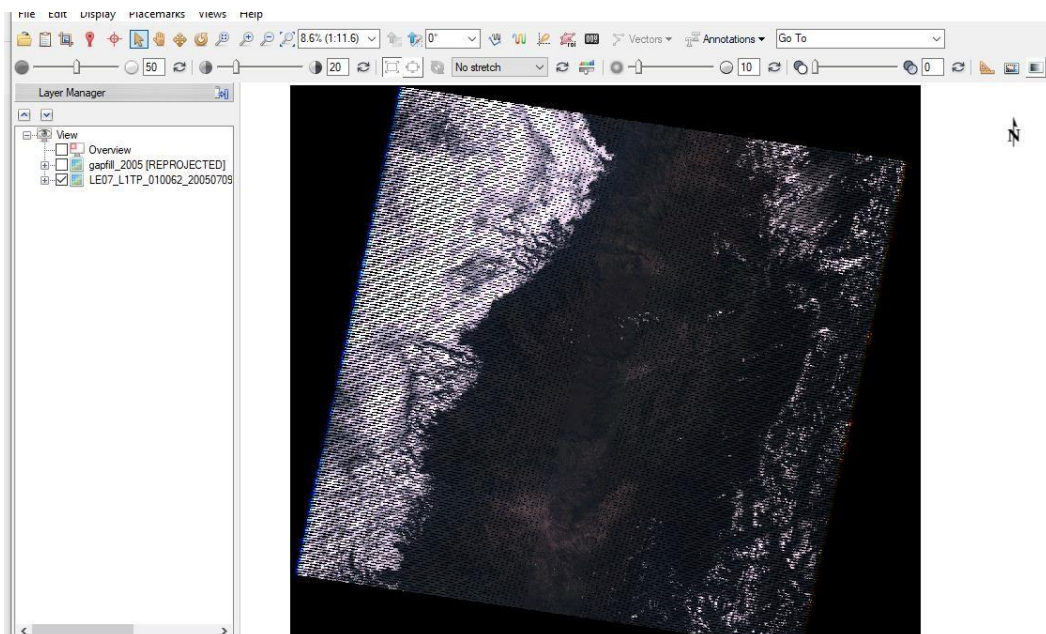 File Edit Display Placemarks Views Help
8.6% (1:11.6) 0° Vectors Annotations Go To
50 20 No stretch 10 0
Layer Manager
View
Overview
gapfill_2005 [REPROJECTED]
LE07_L1TP_010062_20050709
N